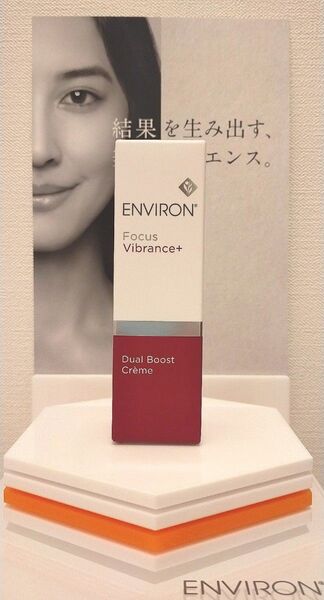 結果を生み出す、
エンス。
ENVIRON®
Focus
Vibrance+
Dual Boost
Crème
ENVIRON®